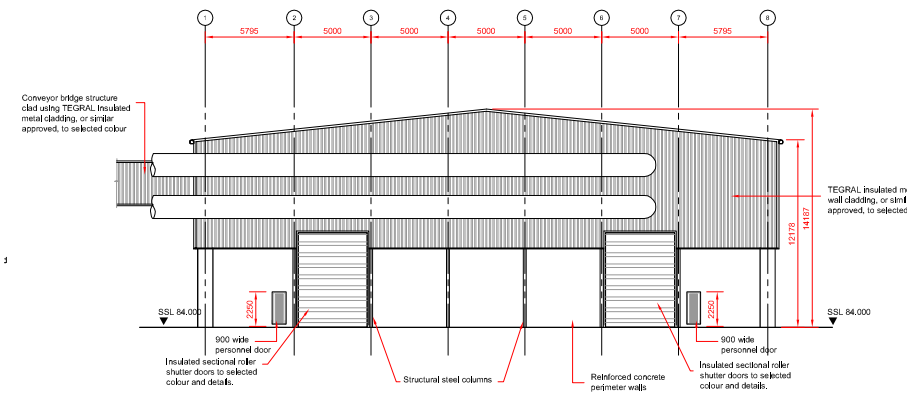 1 2 3 4 5 6 7 8
5795 5000 5000 5000 5000 5000 5795
Conveyor bridge structure
clad using TEGRAL insulated
metal cladding, or similar
approved, to selected colour
TEGRAL insulated me
wall cladding, or simil
approved, to selected
12178
14187
2250
2250
SSL 84.000
SSL 84.000
900 wide
personnel door
Insulated sectional roller
shutter doors to selected
colour and details.
Structural steel columns
Reinforced concrete
perimeter walls
900 wide
personnel door
Insulated sectional roller
shutter doors to selected
colour and details.